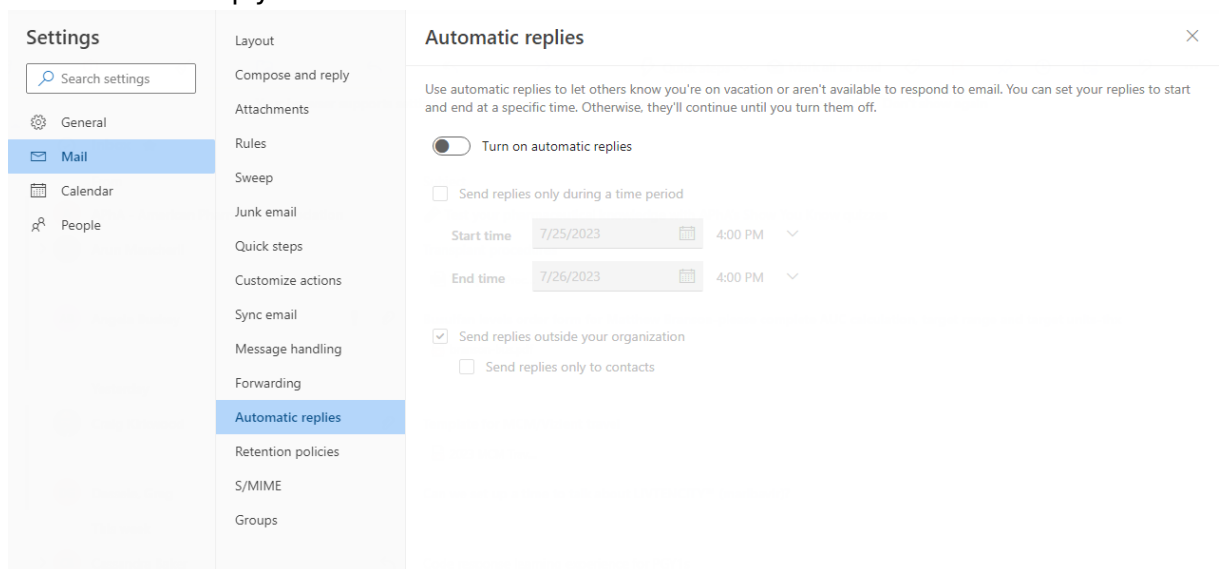 Settings
Search settings
General
Mail
Calendar
People
Layout
Compose and reply
Attachments
Rules
Sweep
Junk email
Quick steps
Customize actions
Sync email
Message handling
Forwarding
Automatic replies
Retention policies
S/MIME
Groups
Automatic replies
Use automatic replies to let others know you're on vacation or aren't available to respond to email. You can set your replies to start
and end at a specific time. Otherwise, they'll continue until you turn them off.
Turn on automatic replies
Send replies only during a time period
Start time 7/25/2023 4:00 PM
End time 7/26/2023 4:00 PM
Send replies outside your organization
Send replies only to contacts